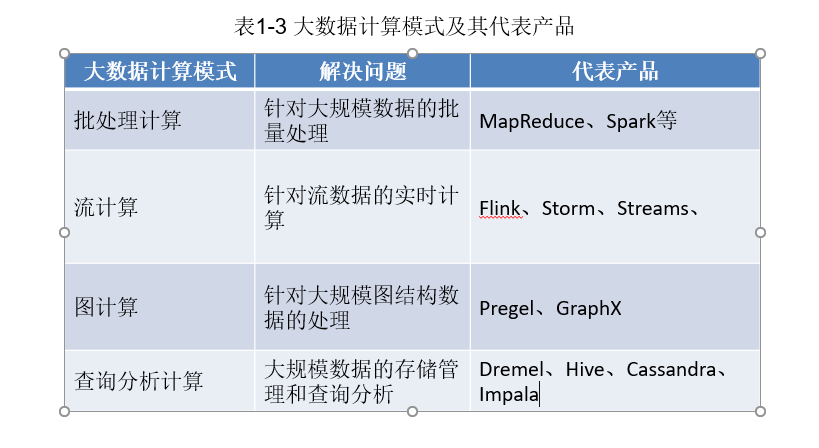 表1-3 大数据计算模式及其代表产品
大数据计算模式 解决问题 代表产品
批处理计算
针对大规模数据的批
量处理
MapReduce、Spark等
流计算
针对流数据的实时计
算
Flink、Storm、Streams、
图计算
针对大规模图结构数
据的处理
Pregel、GraphX
查询分析计算
大规模数据的存储管
理和查询分析
Dremel、Hive、Cassandra、
Impala